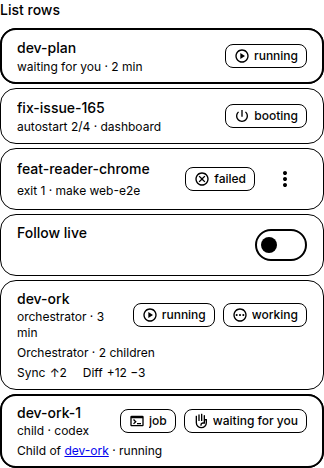 List rows
dev-plan
waiting for you · 2 min
running
fix-issue-165
autostart 2/4 · dashboard
booting
feat-reader-chrome
exit 1 · make web-e2e
failed
Follow live
dev-ork
orchestrator · 3
min
running
working
Orchestrator · 2 children
Sync ↑2 Diff +12 −3
dev-ork-1
child · codex
job
waiting for you
Child of dev-ork · running